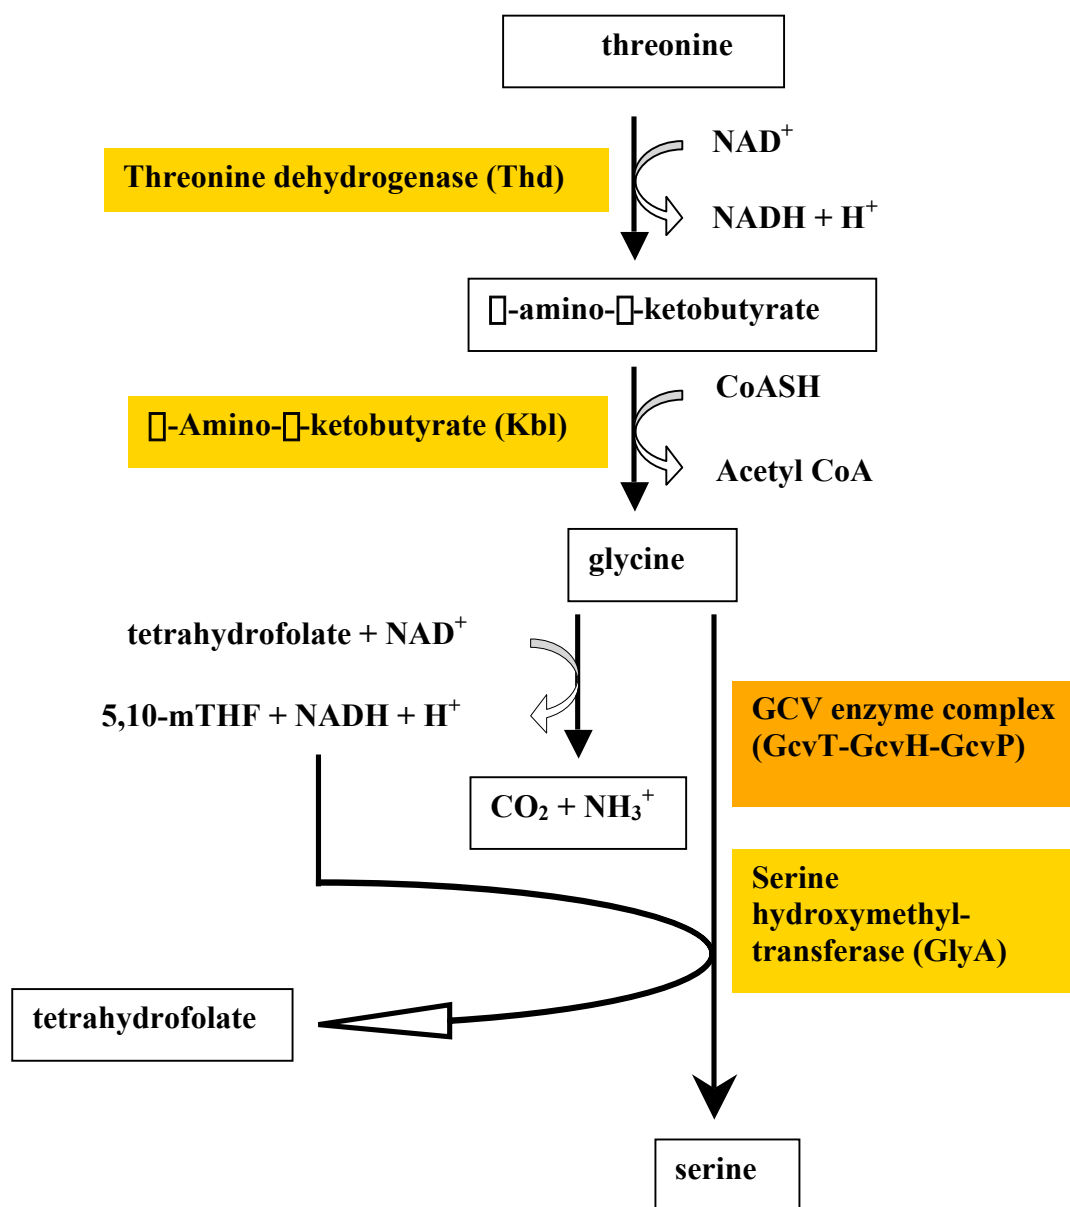 threonine
NAD⁺
Threonine dehydrogenase (Thd)
NADH + H⁺
▯-amino-▯-ketobutyrate
CoASH
▯-Amino-▯-ketobutyrate (Kbl)
Acetyl CoA
glycine
tetrahydrofolate + NAD⁺
5,10-mTHF + NADH + H⁺
GCV enzyme complex
(GcvT-GcvH-GcvP)
CO₂ + NH₃⁺
Serine
hydroxymethyl-
transferase (GlyA)
tetrahydrofolate
serine